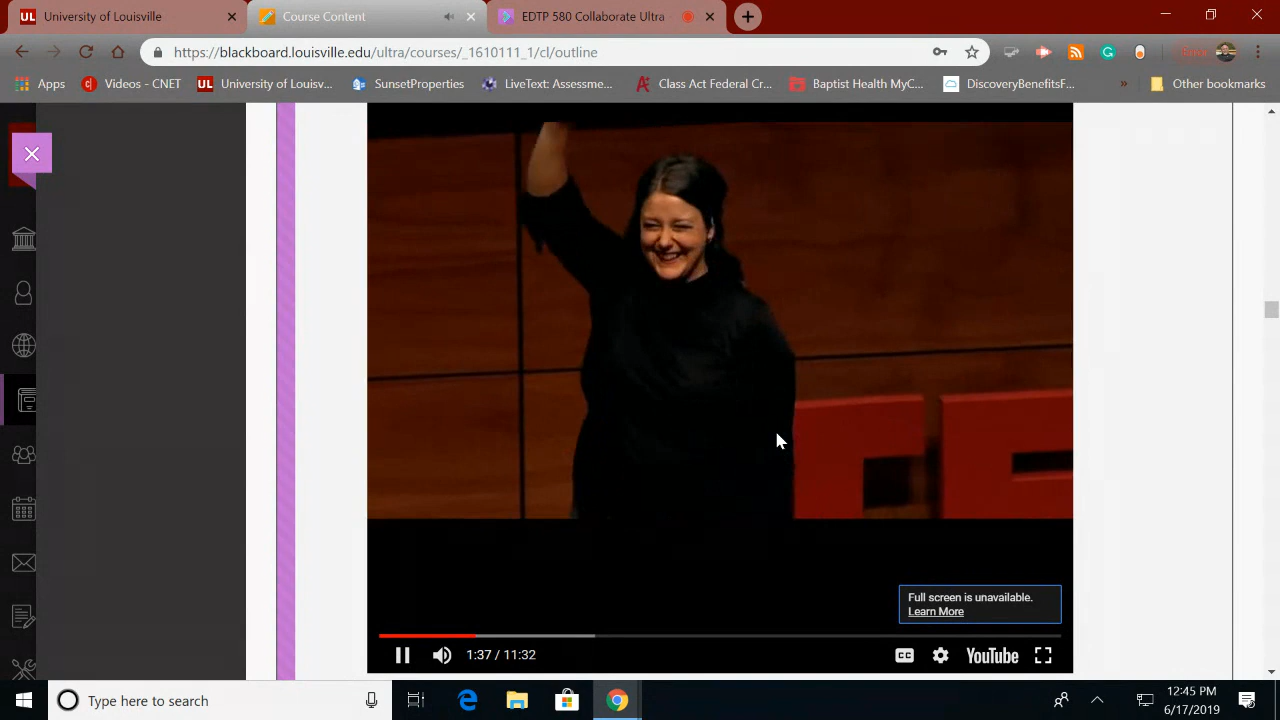 UL University of Louisville
Course Content
EDTP 580 Collaborate Ultra
https://blackboard.louisville.edu/ultra/courses/_1610111_1/cl/outline
Apps
Videos - CNET
UL University of Louisv...
SunsetProperties
LiveText: Assessme...
Class Act Federal Cr...
Baptist Health MyC...
DiscoveryBenefitsF...
»
Other bookmarks
Full screen is unavailable.
Learn More
1:37 / 11:32
CC
YouTube
Type here to search
12:45 PM
6/17/2019